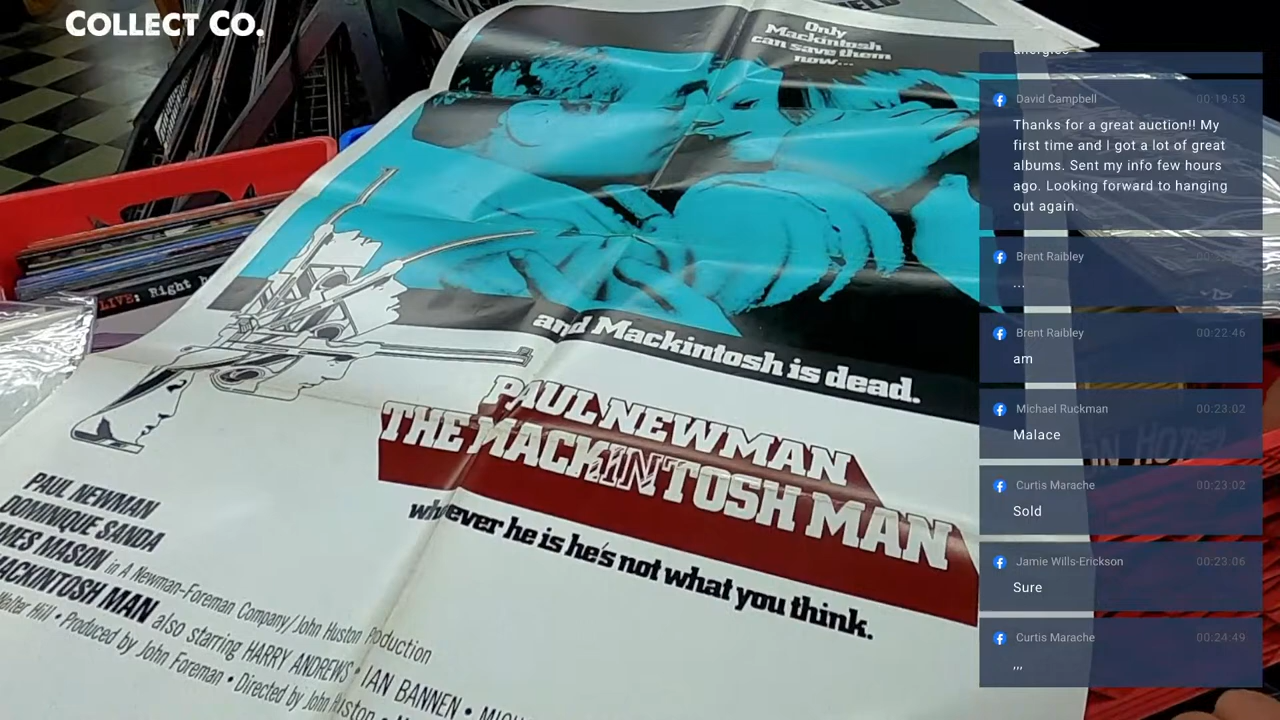 COLLECT CO.
Only
Mackintosh
can save them
now...
and Mackintosh is dead.
PAUL NEWMAN
THE MACKINTOSH MAN
whoever he is he's not what you think.
PAUL NEWMAN
DOMINIQUE SANDA
JAMES MASON in A Newman-Foreman Company/John Huston Production
MACKINTOSH MAN also starring HARRY ANDREWS • IAN BANNEN •
Walter Hill • Produced by John Foreman • Directed by John Huston •
LIVE: Right
David Campbell 00:19:53
Thanks for a great auction!! My
first time and I got a lot of great
albums. Sent my info few hours
ago. Looking forward to hanging
out again.
Brent Raibley
...
Brent Raibley 00:22:46
am
Michael Ruckman 00:23:02
Malace
Curtis Marache 00:23:02
Sold
Jamie Wills-Erickson 00:23:06
Sure
Curtis Marache 00:24:49
,,,